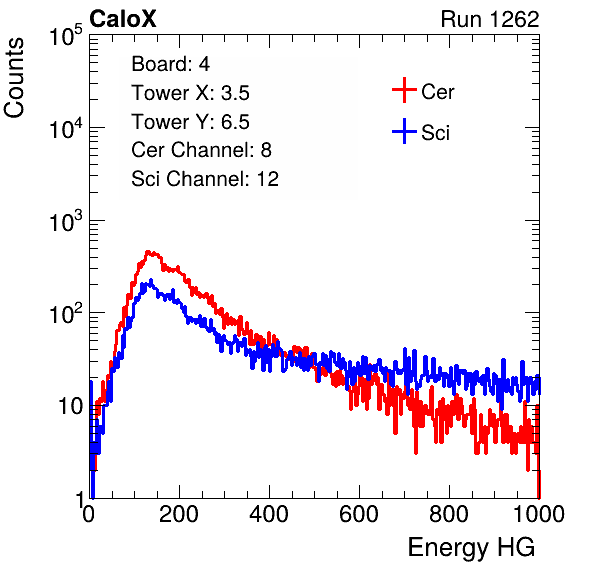 CaloX
Run 1262
Counts
Board: 4
Tower X: 3.5
Tower Y: 6.5
Cer Channel: 8
Sci Channel: 12
Cer
Sci
10^5
10^4
10^3
10^2
10
1
0 200 400 600 800 1000
Energy HG